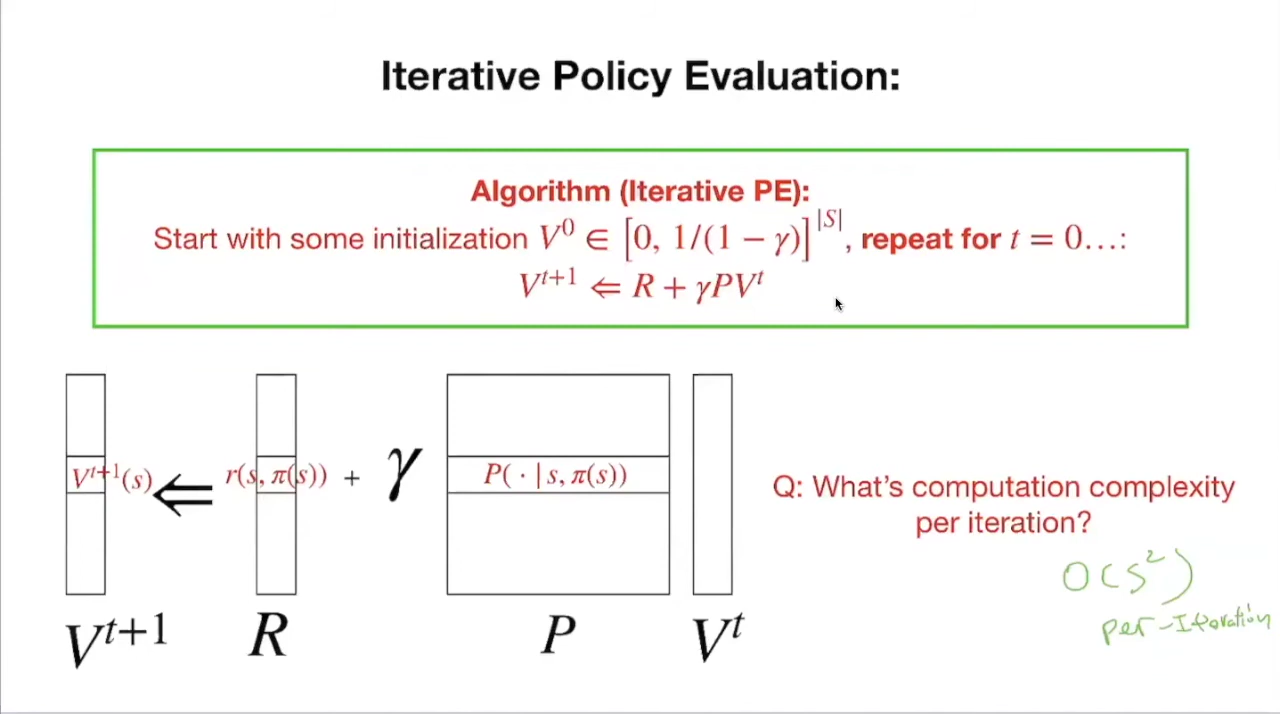 Iterative Policy Evaluation:
Algorithm (Iterative PE):
Start with some initialization V⁰ ∈ [0, 1/(1 − γ)]^|S|, repeat for t = 0…:
V^{t+1} ⇐ R + γPV^t
V^{t+1}(s) ⇐ r(s, π(s)) + γ P( · | s, π(s))
Q: What's computation complexity
per iteration?
O(S²)
per-Iteration
V^{t+1} R P V^t